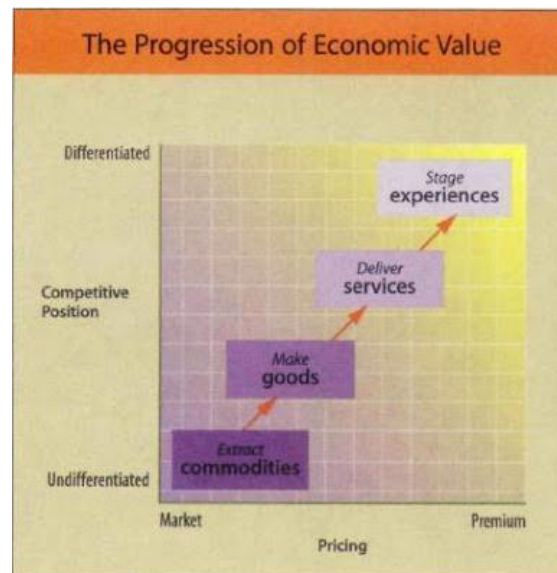 The Progression of Economic Value
Differentiated
Stage
experiences
Deliver
services
Competitive
Position
Make
goods
Extract
commodities
Undifferentiated
Market
Premium
Pricing